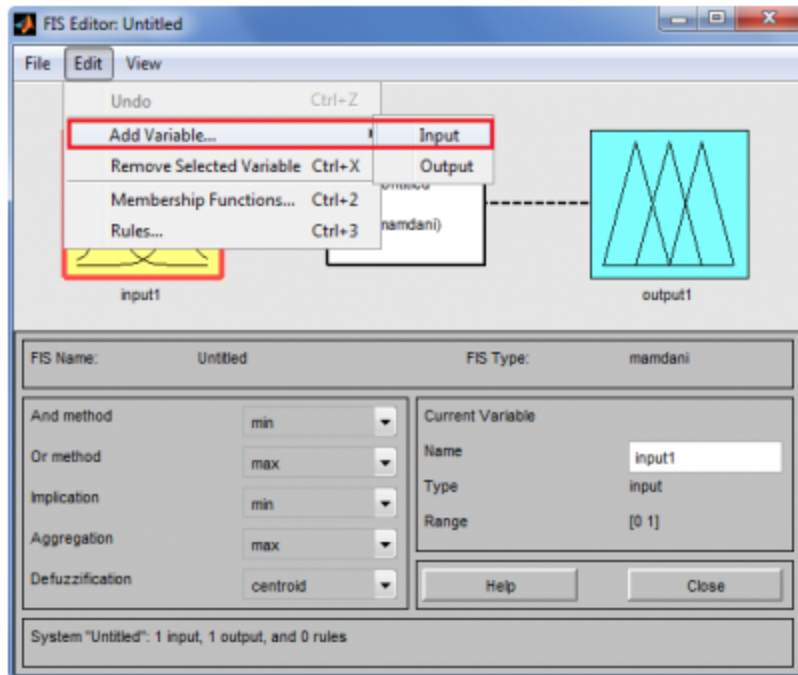 FIS Editor: Untitled
File Edit View
Undo Ctrl+Z
Add Variable... Input
Remove Selected Variable Ctrl+X Output
Membership Functions... Ctrl+2
Rules... Ctrl+3
mamdani)
input1
output1
FIS Name: Untitled FIS Type: mamdani
And method min
Or method max
Implication min
Aggregation max
Defuzzification centroid
Current Variable
Name input1
Type input
Range [0 1]
Help Close
System "Untitled": 1 input, 1 output, and 0 rules